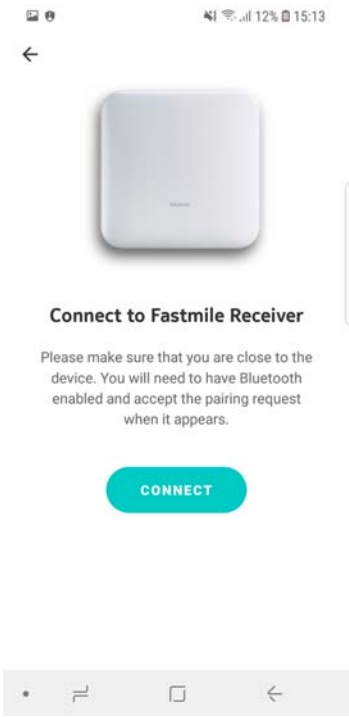 12% 15:13
Connect to Fastmile Receiver
Please make sure that you are close to the
device. You will need to have Bluetooth
enabled and accept the pairing request
when it appears.
CONNECT